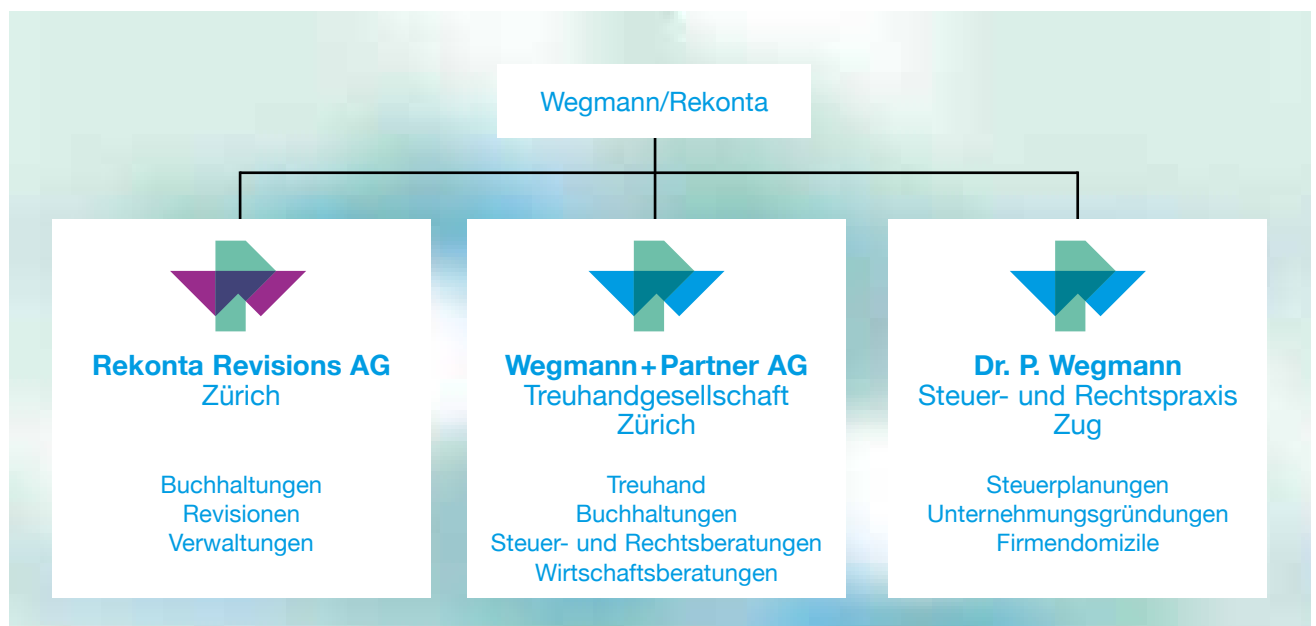 Wegmann/Rekonta
Rekonta Revisions AG
Zürich
Buchhaltungen
Revisionen
Verwaltungen
Wegmann+Partner AG
Treuhandgesellschaft
Zürich
Treuhand
Buchhaltungen
Steuer- und Rechtsberatungen
Wirtschaftsberatungen
Dr. P. Wegmann
Steuer- und Rechtspraxis
Zug
Steuerplanungen
Unternehmungsgründungen
Firmendomizile